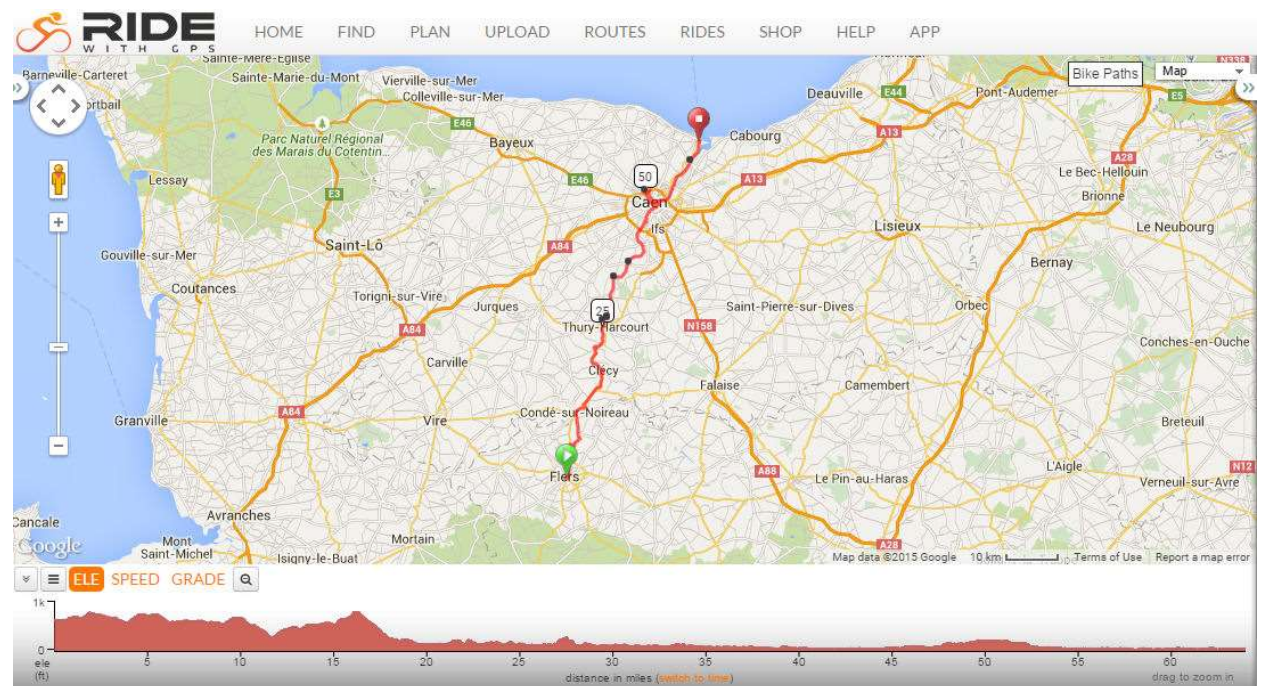 RIDE
WITH GPS
HOME FIND PLAN UPLOAD ROUTES RIDES SHOP HELP APP
Sainte-Mère-Église
N338
Barneville-Carteret
Sainte-Marie-du-Mont
Vierville-sur-Mer
Bike Paths
Map
Colleville-sur-Mer
Deauville
E44
Pont-Audemer
E5
E46
Parc Naturel Régional
des Marais du Cotentin...
Bayeux
Cabourg
A13
A28
Lessay
E3
E46
50
A13
Le Bec-Hellouin
Brionne
Caen
Ifs
Lisieux
Le Neubourg
Gouville-sur-Mer
Saint-Lô
A84
Bernay
Coutances
Torigni-sur-Vire
Jurques
25
Saint-Pierre-sur-Dives
Orbec
A84
Thury-Harcourt
N158
Conches-en-Ouche
Carville
Clécy
Falaise
Camembert
Granville
A84
Vire
Condé-sur-Noireau
Breteuil
Flers
A88
Le Pin-au-Haras
L'Aigle
N12
Verneuil-sur-Avre
Avranches
Cancale
Google
Mont
Saint-Michel
Mortain
Isigny-le-Buat
A28
Map data ©2015 Google 10 km Terms of Use Report a map error
ELE SPEED GRADE
1k
0
ele
(ft)
5 10 15 20 25 30 35 40 45 50 55 60
distance in miles (switch to time)
drag to zoom in